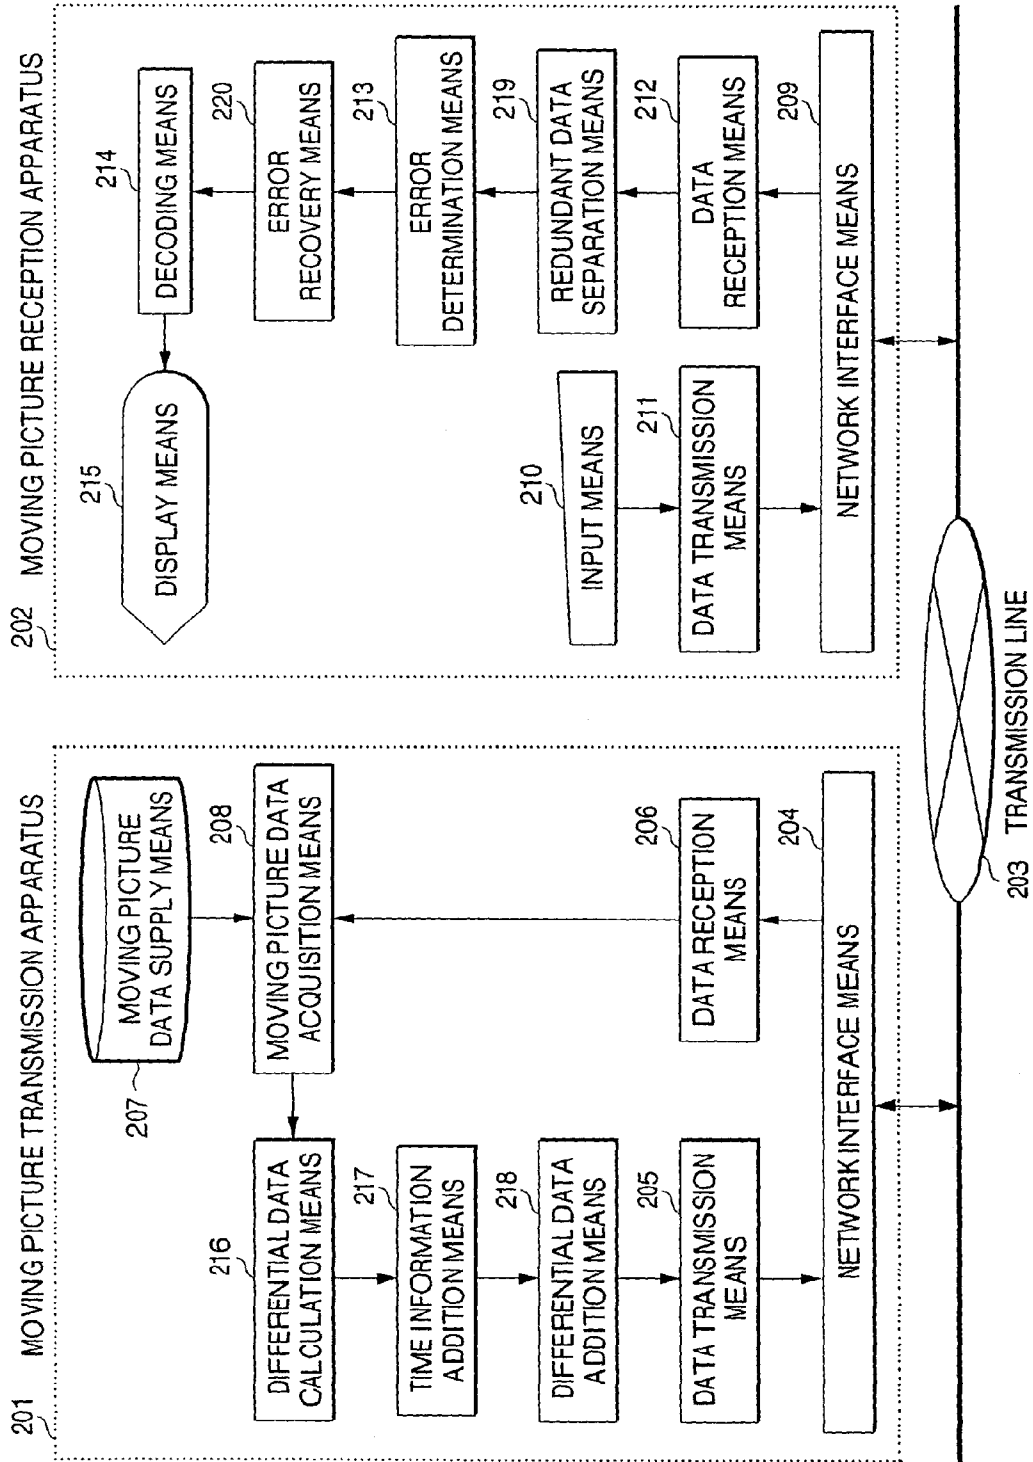 201
MOVING PICTURE TRANSMISSION APPARATUS
207
MOVING PICTURE
DATA SUPPLY MEANS
208
MOVING PICTURE DATA
ACQUISITION MEANS
216
DIFFERENTIAL DATA
CALCULATION MEANS
217
TIME INFORMATION
ADDITION MEANS
218
DIFFERENTIAL DATA
ADDITION MEANS
205
DATA TRANSMISSION
MEANS
206
DATA RECEPTION
MEANS
204
NETWORK INTERFACE MEANS
202
MOVING PICTURE RECEPTION APPARATUS
215
DISPLAY MEANS
214
DECODING MEANS
220
ERROR
RECOVERY MEANS
213
ERROR
DETERMINATION MEANS
219
REDUNDANT DATA
SEPARATION MEANS
212
DATA
RECEPTION MEANS
210
INPUT MEANS
211
DATA TRANSMISSION
MEANS
209
NETWORK INTERFACE MEANS
203
TRANSMISSION LINE